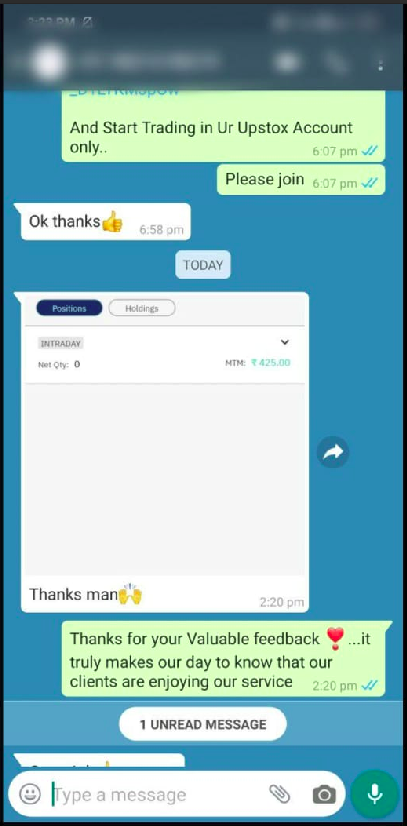 And Start Trading in Ur Upstox Account
only..
6:07 pm
Please join 6:07 pm
Ok thanks👍
6:58 pm
TODAY
Positions Holdings
INTRADAY
Net Qty: 0 MTM: ₹ 425.00
Thanks man🙌
2:20 pm
Thanks for your Valuable feedback ❣️...it
truly makes our day to know that our
clients are enjoying our service 2:20 pm
1 UNREAD MESSAGE
Type a message